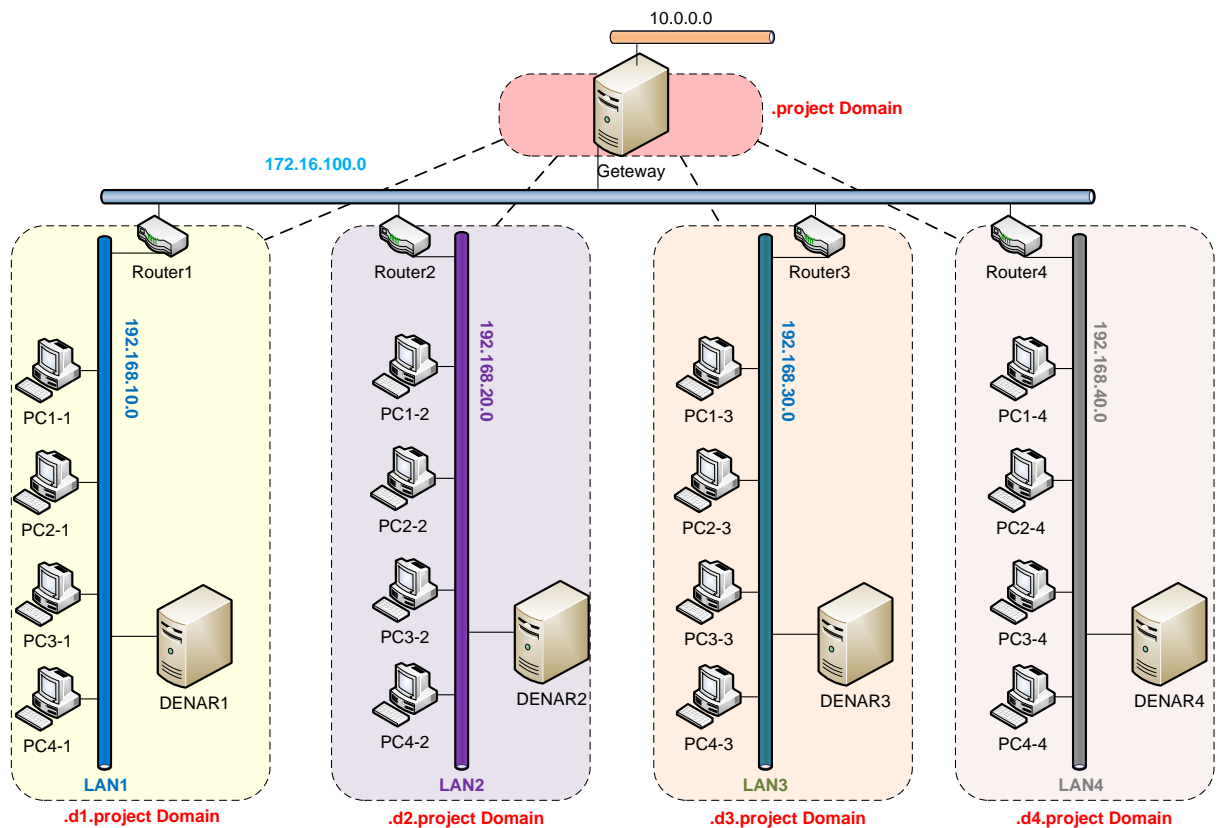 10.0.0.0
.project Domain
Geteway
172.16.100.0
Router1
Router2
Router3
Router4
192.168.10.0
192.168.20.0
192.168.30.0
192.168.40.0
PC1-1
PC1-2
PC1-3
PC1-4
PC2-1
PC2-2
PC2-3
PC2-4
PC3-1
PC3-2
PC3-3
PC3-4
DENAR1
DENAR2
DENAR3
DENAR4
PC4-1
PC4-2
PC4-3
PC4-4
LAN1
LAN2
LAN3
LAN4
.d1.project Domain
.d2.project Domain
.d3.project Domain
.d4.project Domain